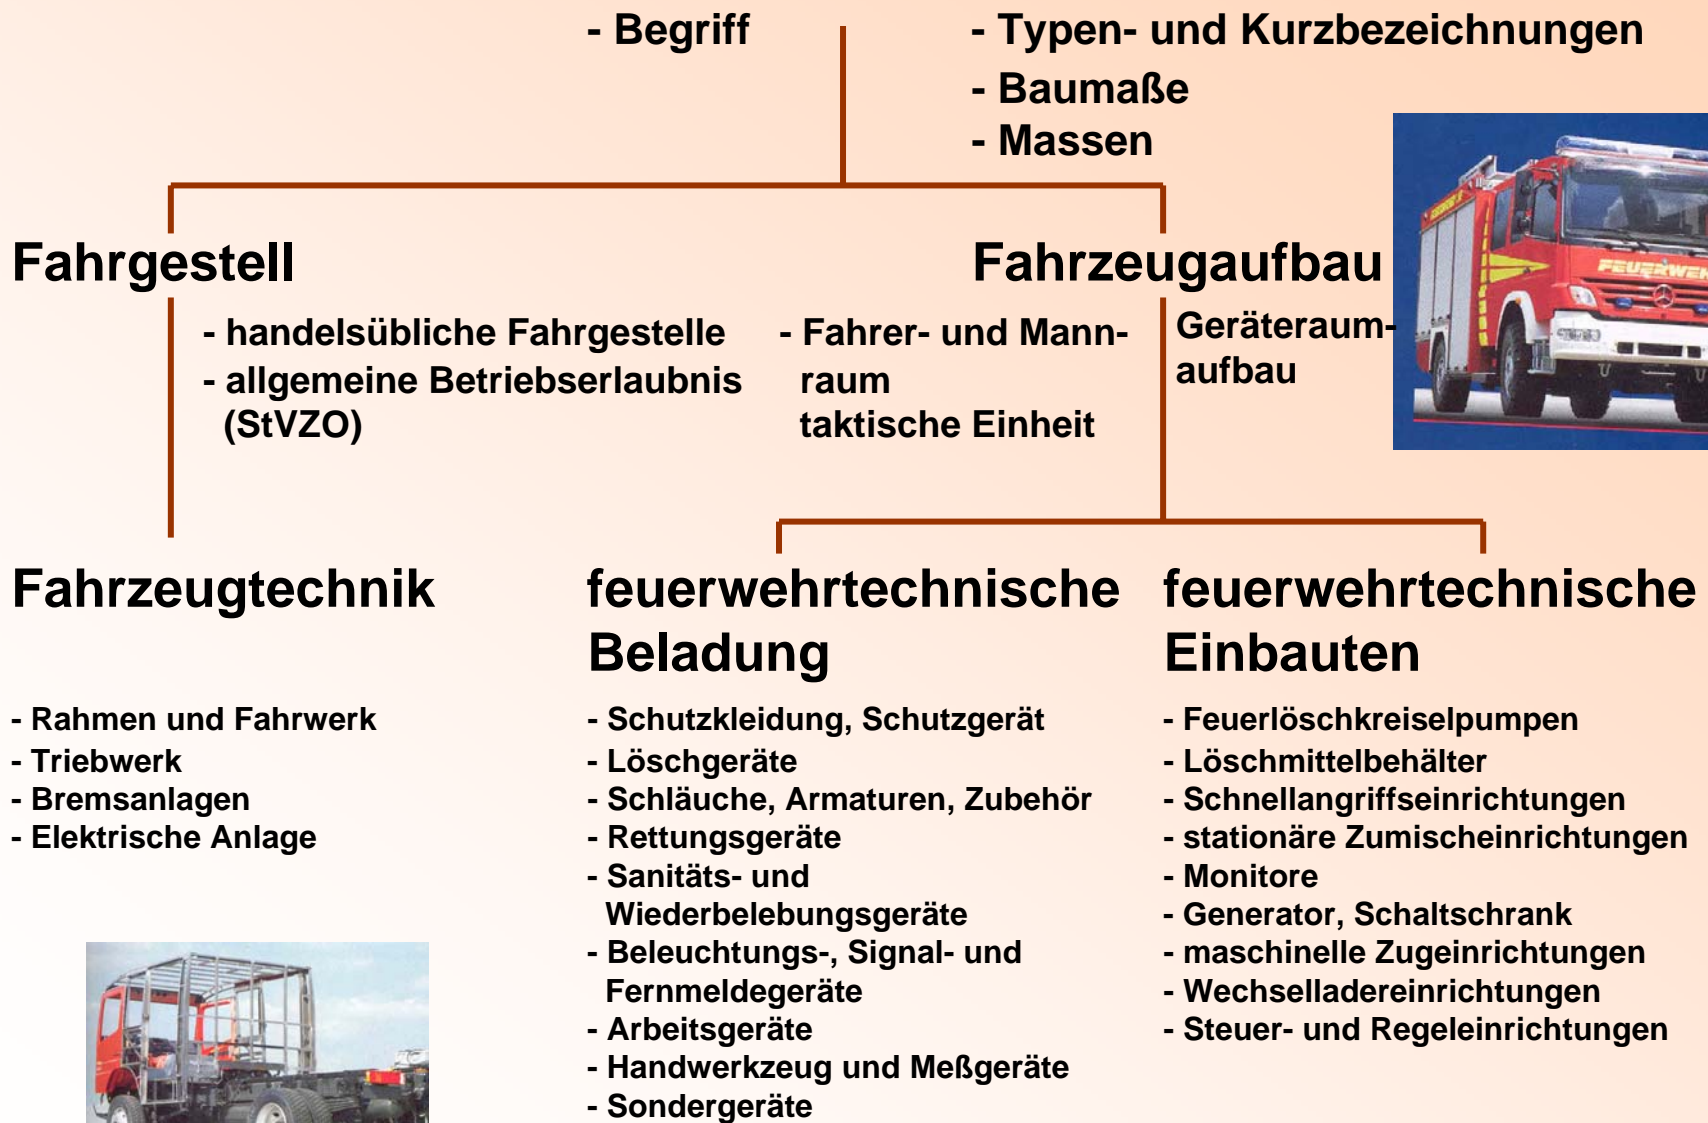 - Begriff
- Typen- und Kurzbezeichnungen
- Baumaße
- Massen
Fahrgestell
- handelsübliche Fahrgestelle
- allgemeine Betriebserlaubnis
(StVZO)
Fahrzeugaufbau
- Fahrer- und Mann-
raum
taktische Einheit
Geräteraum-
aufbau
Fahrzeugtechnik
- Rahmen und Fahrwerk
- Triebwerk
- Bremsanlagen
- Elektrische Anlage
feuerwehrtechnische
Beladung
- Schutzkleidung, Schutzgerät
- Löschgeräte
- Schläuche, Armaturen, Zubehör
- Rettungsgeräte
- Sanitäts- und
Wiederbelebungsgeräte
- Beleuchtungs-, Signal- und
Fernmeldegeräte
- Arbeitsgeräte
- Handwerkzeug und Meßgeräte
- Sondergeräte
feuerwehrtechnische
Einbauten
- Feuerlöschkreiselpumpen
- Löschmittelbehälter
- Schnellangriffseinrichtungen
- stationäre Zumischeinrichtungen
- Monitore
- Generator, Schaltschrank
- maschinelle Zugeinrichtungen
- Wechselladereinrichtungen
- Steuer- und Regeleinrichtungen